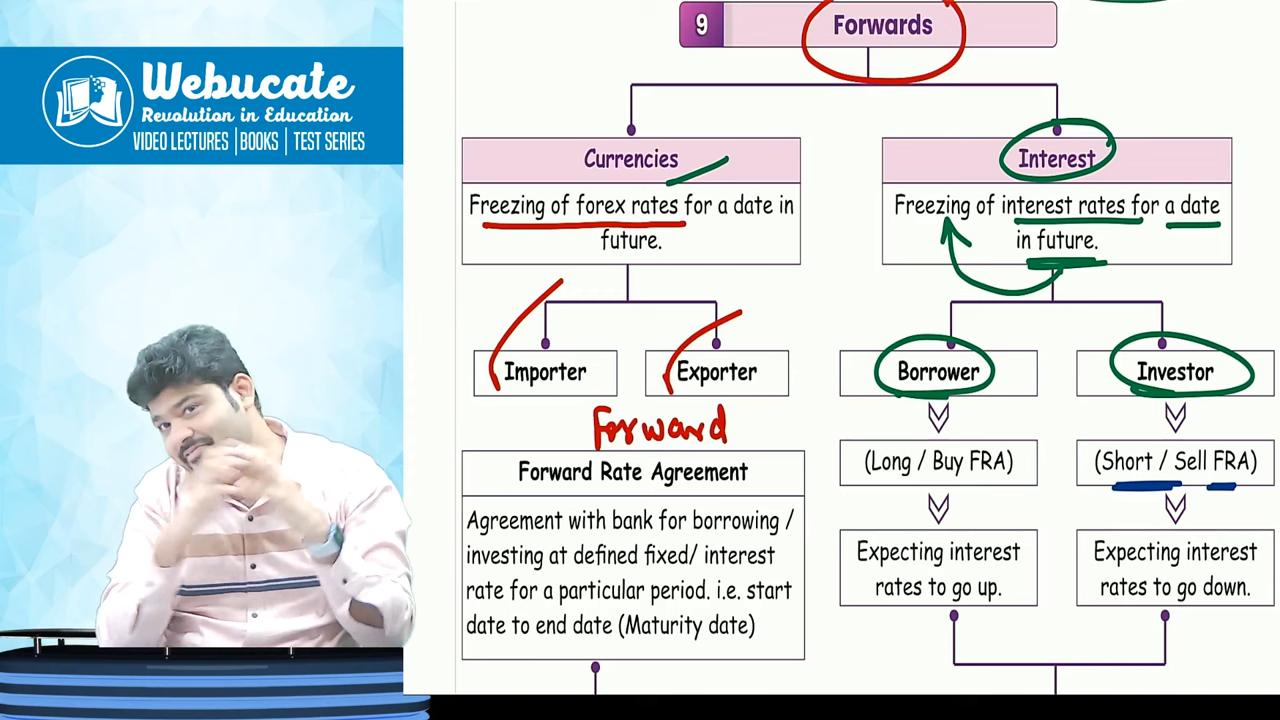 Webucate
Revolution in Education
VIDEO LECTURES | BOOKS | TEST SERIES
9 Forwards
Currencies
Freezing of forex rates for a date in
future.
Importer
Exporter
Forward
Forward Rate Agreement
Agreement with bank for borrowing /
investing at defined fixed/ interest
rate for a particular period. i.e. start
date to end date (Maturity date)
Interest
Freezing of interest rates for a date
in future.
Borrower
(Long / Buy FRA)
Expecting interest
rates to go up.
Investor
(Short / Sell FRA)
Expecting interest
rates to go down.